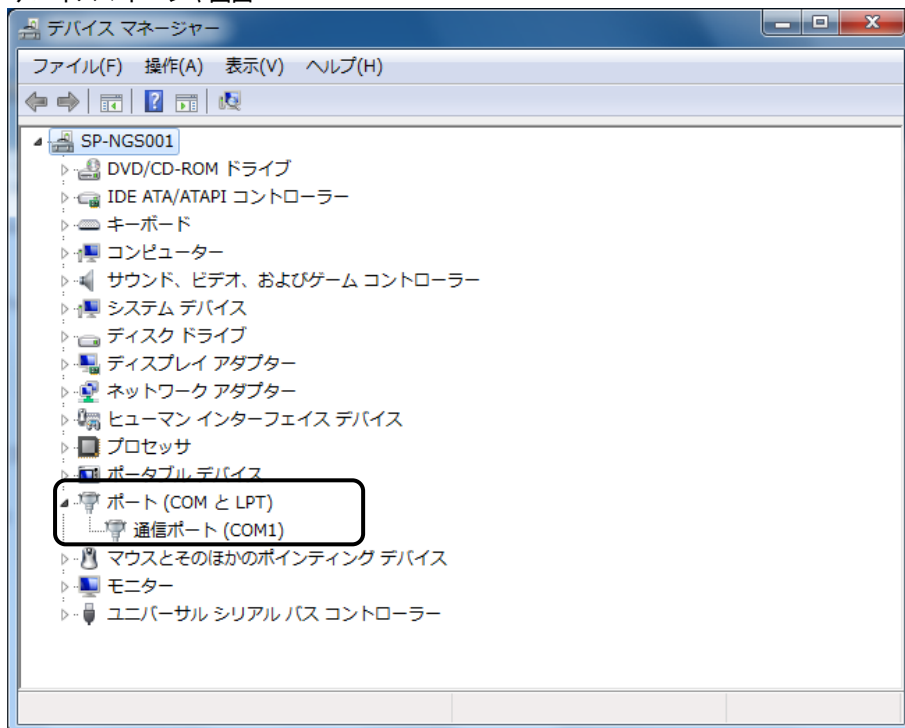 デバイス マネージャー
ファイル(F) 操作(A) 表示(V) ヘルプ(H)
SP-NGS001
DVD/CD-ROM ドライブ
IDE ATA/ATAPI コントローラー
キーボード
コンピューター
サウンド、ビデオ、およびゲーム コントローラー
システム デバイス
ディスク ドライブ
ディスプレイ アダプター
ネットワーク アダプター
ヒューマン インターフェイス デバイス
プロセッサ
ポータブル デバイス
ポート (COM と LPT)
通信ポート (COM1)
マウスとそのほかのポインティング デバイス
モニター
ユニバーサル シリアル バス コントローラー